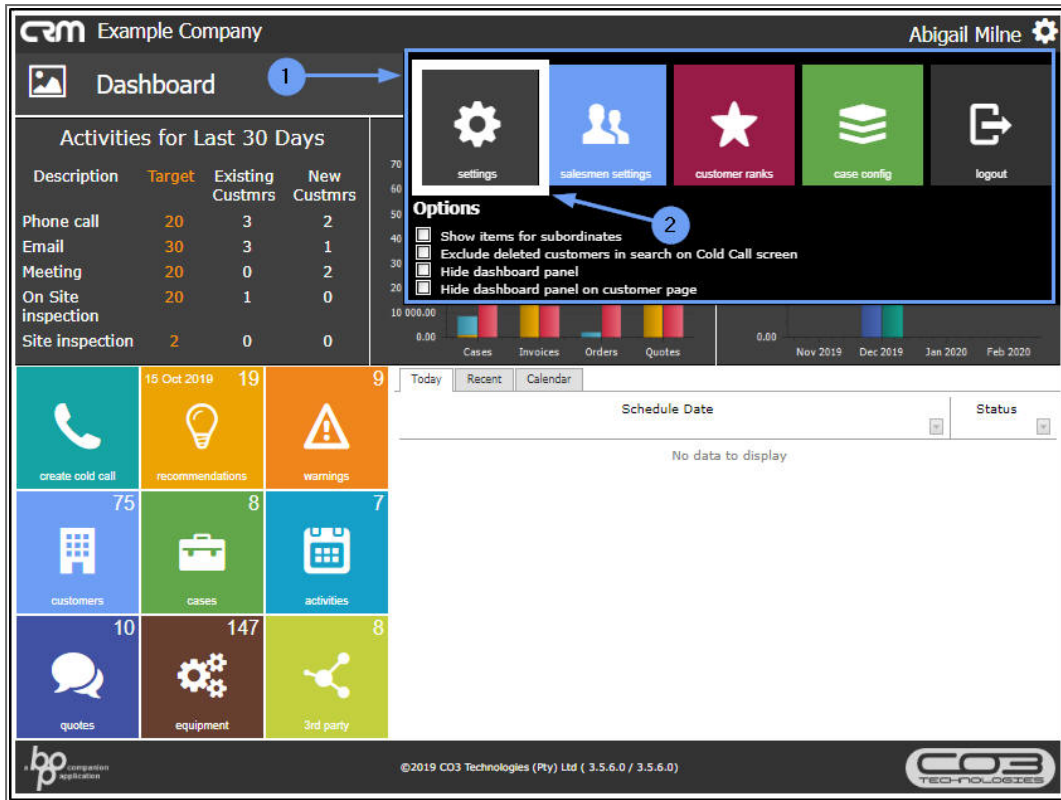 CRM Example Company
Abigail Milne
Dashboard
1
settings
salesmen settings
customer ranks
case config
logout
2
Options
Show items for subordinates
Exclude deleted customers in search on Cold Call screen
Hide dashboard panel
Hide dashboard panel on customer page
Activities for Last 30 Days
Description Target Existing Custmrs New Custmrs
Phone call 20 3 2
Email 30 3 1
Meeting 20 0 2
On Site inspection 20 1 0
Site inspection 2 0 0
70
60
50
40
30
20
10 000.00
0.00
Cases Invoices Orders Quotes
0.00
Nov 2019 Dec 2019 Jan 2020 Feb 2020
create cold call
15 Oct 2019 19
recommendations
9
warnings
75
customers
8
cases
7
activities
10
quotes
147
equipment
8
3rd party
Today Recent Calendar
Schedule Date Status
No data to display
a bpo companion application
©2019 CO3 Technologies (Pty) Ltd ( 3.5.6.0 / 3.5.6.0)
CO3
TECHNOLOGIES